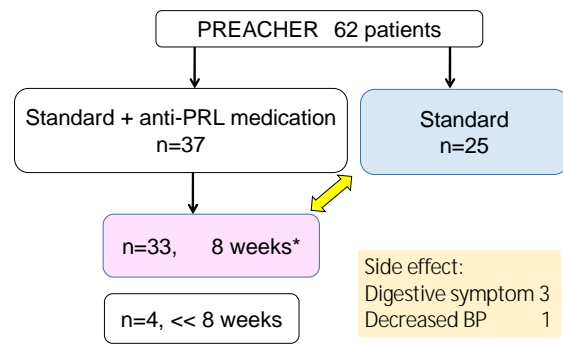 PREACHER 62 patients
Standard + anti-PRL medication
n=37
Standard
n=25
n=33, 8 weeks*
n=4, << 8 weeks
Side effect:
Digestive symptom 3
Decreased BP 1